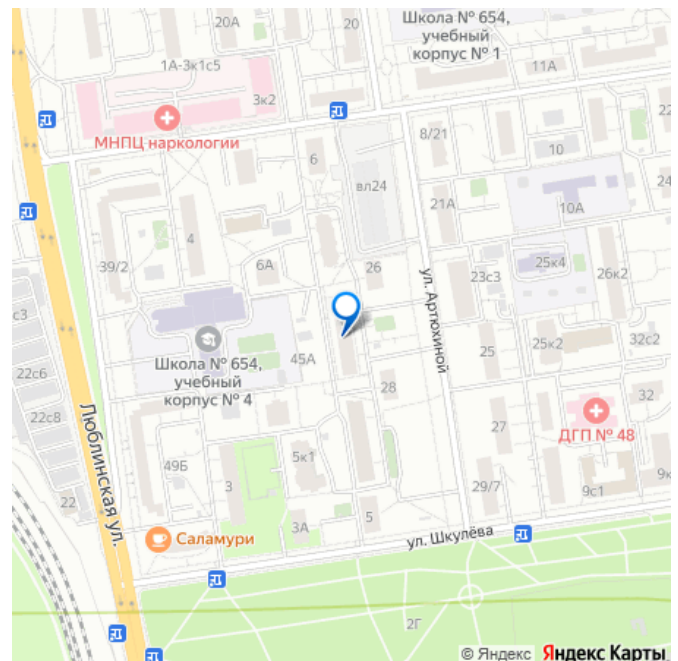 20А
20
Школа № 654,
учебный
корпус № 1
1А-3к1с5
3к2
11А
МНПЦ наркологии
8/21
22
6
10
вл24
24
4
21А
10А
39/2
6А
26
23с3
25к4
26к2
с3
ул. Артюхиной
Школа № 654,
учебный
корпус № 4
45А
25
25к2
32с2
22с6
28
32
22с8
Люблинская ул.
27
ДГП № 48
49Б
5к1
3
29/7
9с1
9к
22
5
3А
Саламури
ул. Шкулёва
2Г
© Яндекс Яндекс Карты